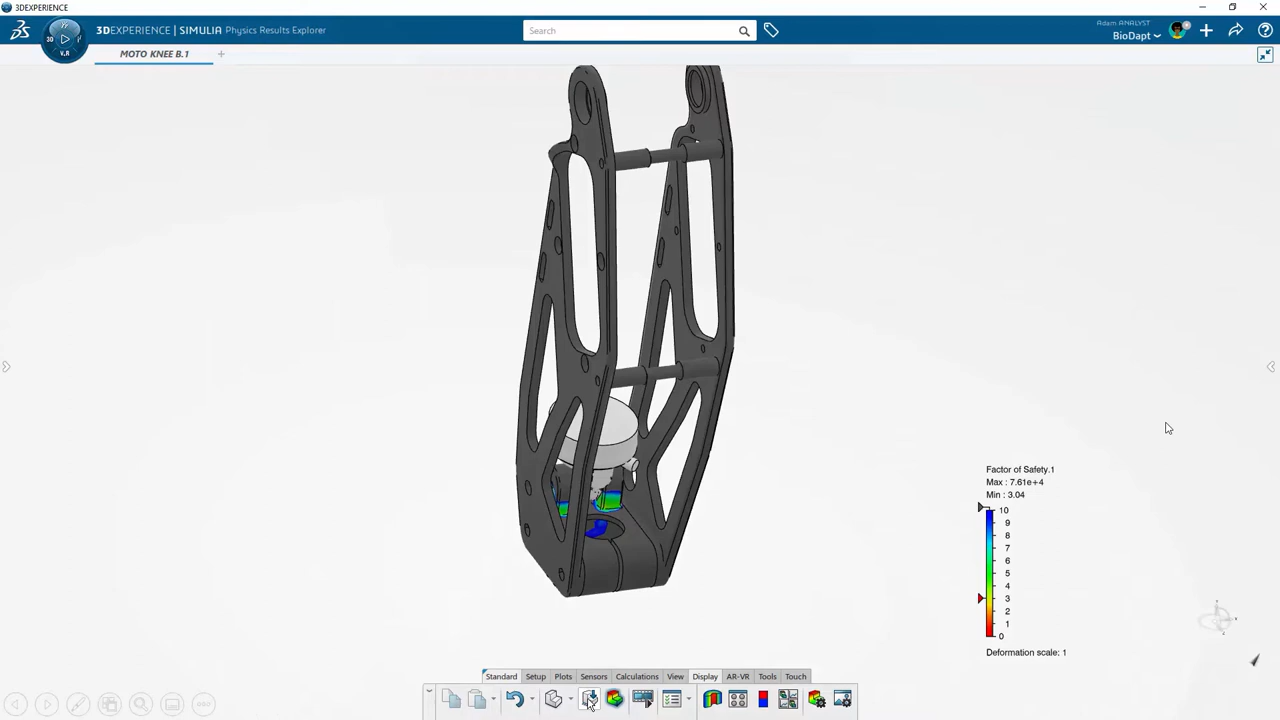 3DEXPERIENCE
3DEXPERIENCE | SIMULIA Physics Results Explorer
Search
Adam ANALYST
BioDapt
3D
V.R
MOTO KNEE B.1
Factor of Safety.1
Max : 7.61e+4
Min : 3.04
10
9
8
7
6
5
4
3
2
1
0
Deformation scale: 1
Standard Setup Plots Sensors Calculations View Display AR-VR Tools Touch